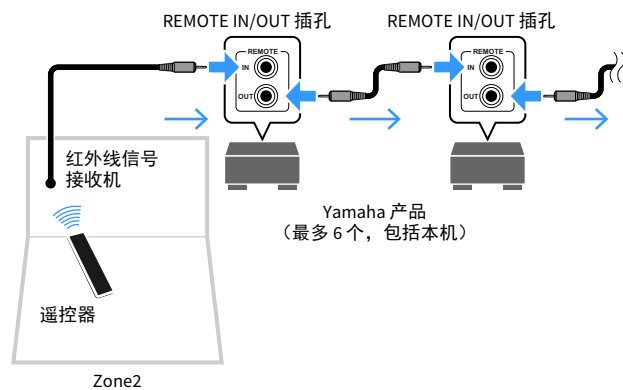 REMOTE IN/OUT 插孔
REMOTE IN/OUT 插孔
REMOTE
IN
OUT
REMOTE
IN
OUT
红外线信号
接收机
Yamaha 产品
（最多 6 个，包括本机）
遥控器
Zone2